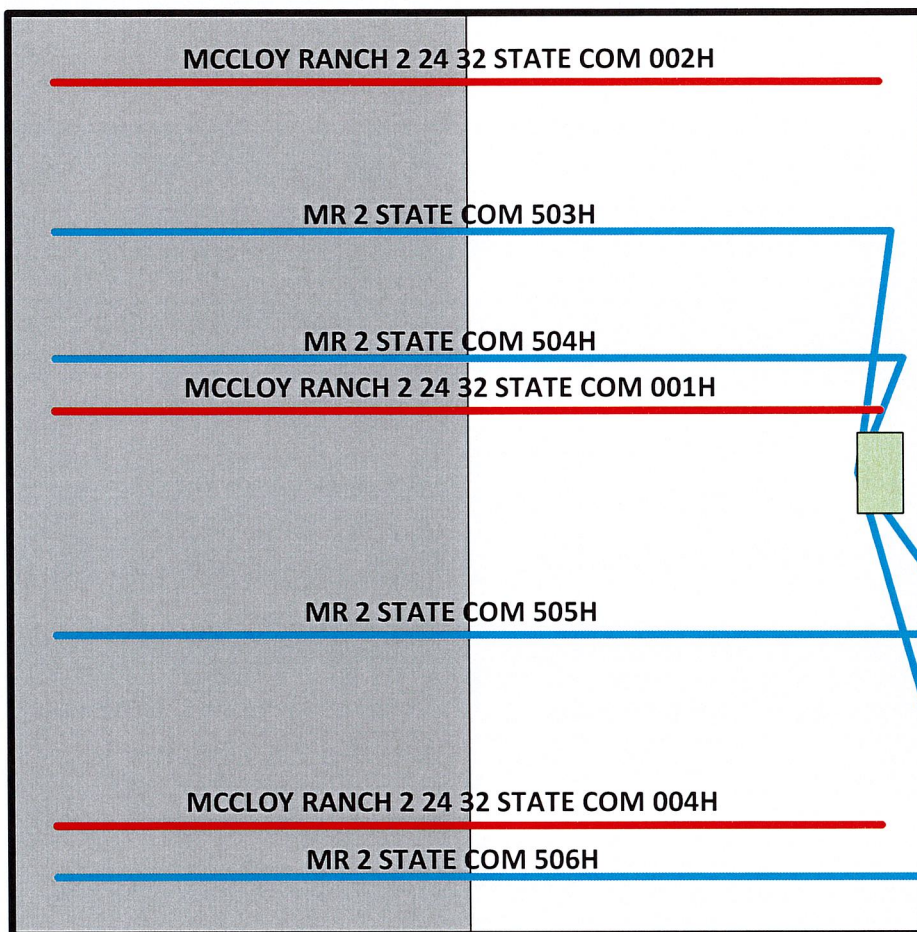 MCCLOY RANCH 2 24 32 STATE COM 002H
MR 2 STATE COM 503H
MR 2 STATE COM 504H
MCCLOY RANCH 2 24 32 STATE COM 001H
MR 2 STATE COM 505H
MCCLOY RANCH 2 24 32 STATE COM 004H
MR 2 STATE COM 506H